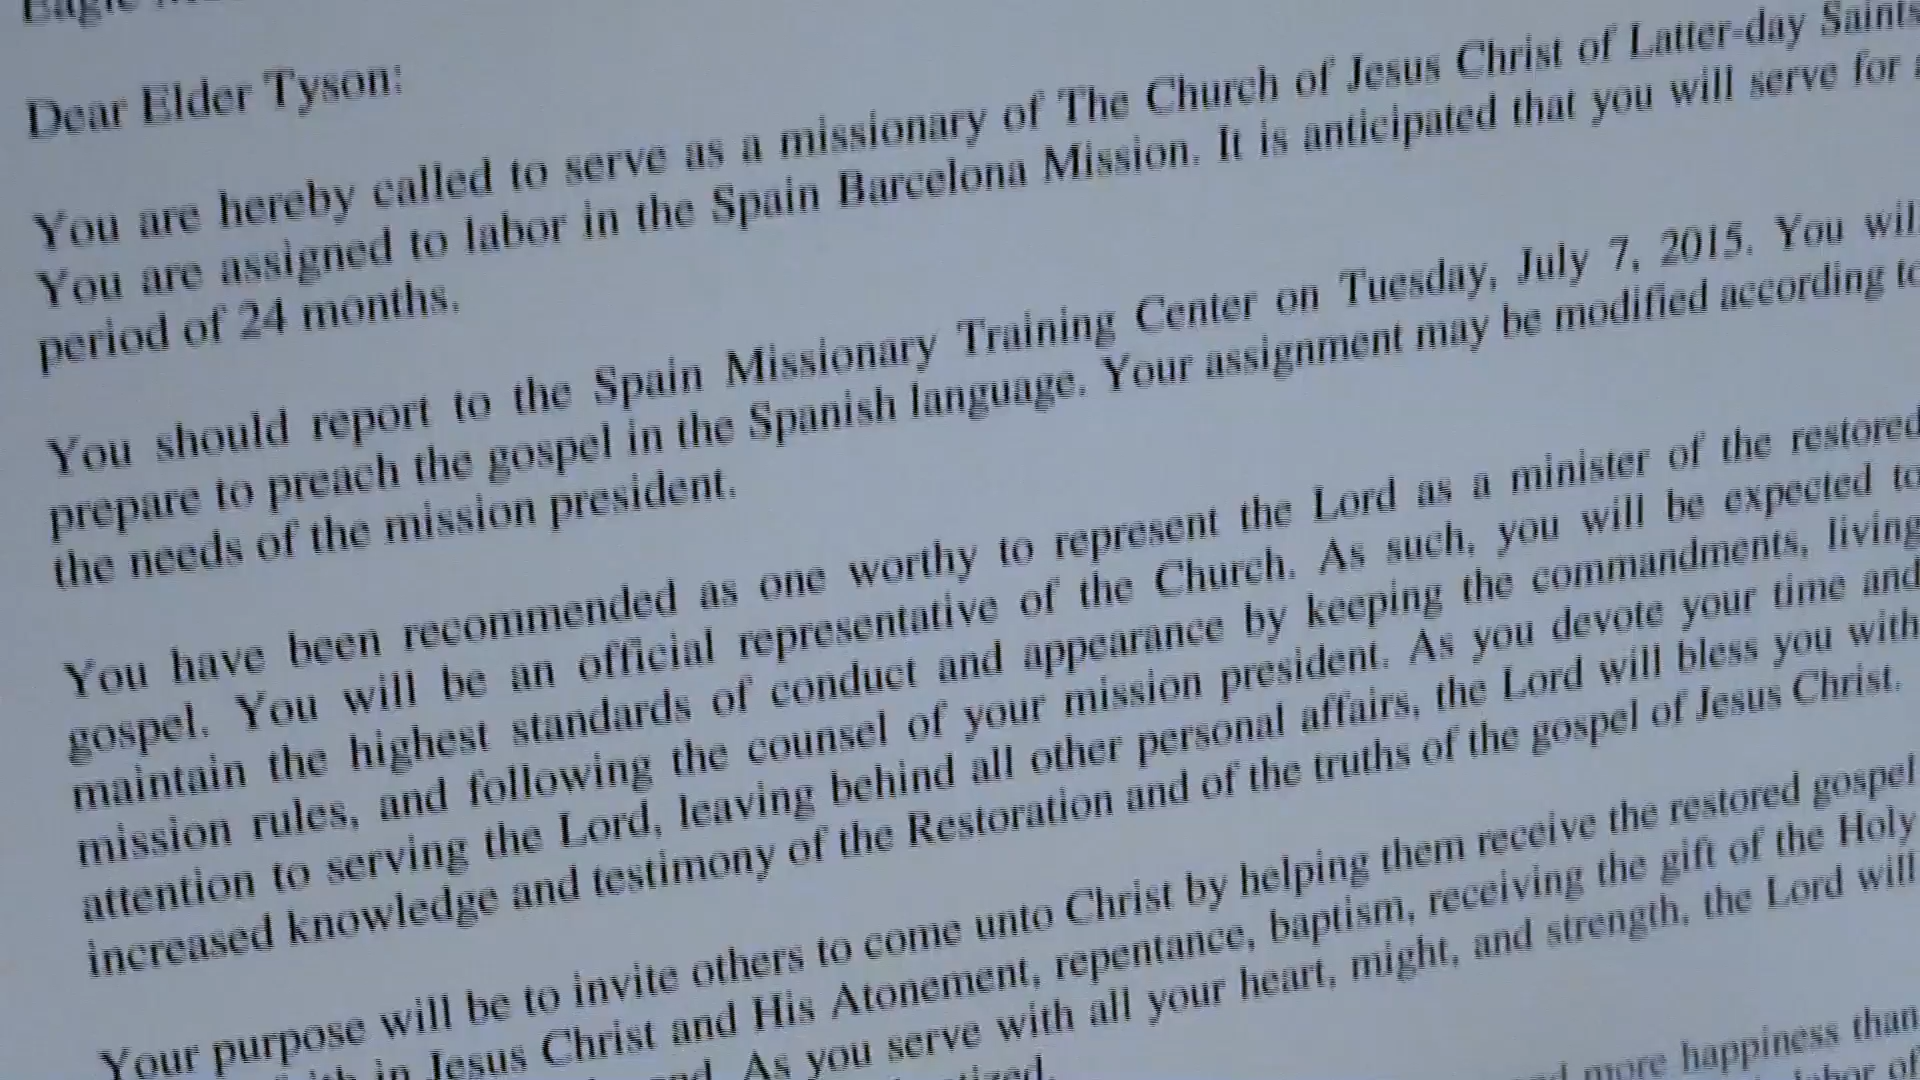 Eagle
Dear Elder Tyson:
You are hereby called to serve as a missionary of The Church of Jesus Christ of Latter-day Saints
You are assigned to labor in the Spain Barcelona Mission. It is anticipated that you will serve for
period of 24 months.
You should report to the Spain Missionary Training Center on Tuesday, July 7, 2015. You will
prepare to preach the gospel in the Spanish language. Your assignment may be modified according to
the needs of the mission president.
You have been recommended as one worthy to represent the Lord as a minister of the restored
gospel. You will be an official representative of the Church. As such, you will be expected to
maintain the highest standards of conduct and appearance by keeping the commandments, living
mission rules, and following the counsel of your mission president. As you devote your time and
attention to serving the Lord, leaving behind all other personal affairs, the Lord will bless you with
increased knowledge and testimony of the Restoration and of the truths of the gospel of Jesus Christ.
Your purpose will be to invite others to come unto Christ by helping them receive the restored gospel
in Jesus Christ and His Atonement, repentance, baptism, receiving the gift of the Holy
As you serve with all your heart, might, and strength, the Lord will
more happiness than
labor of